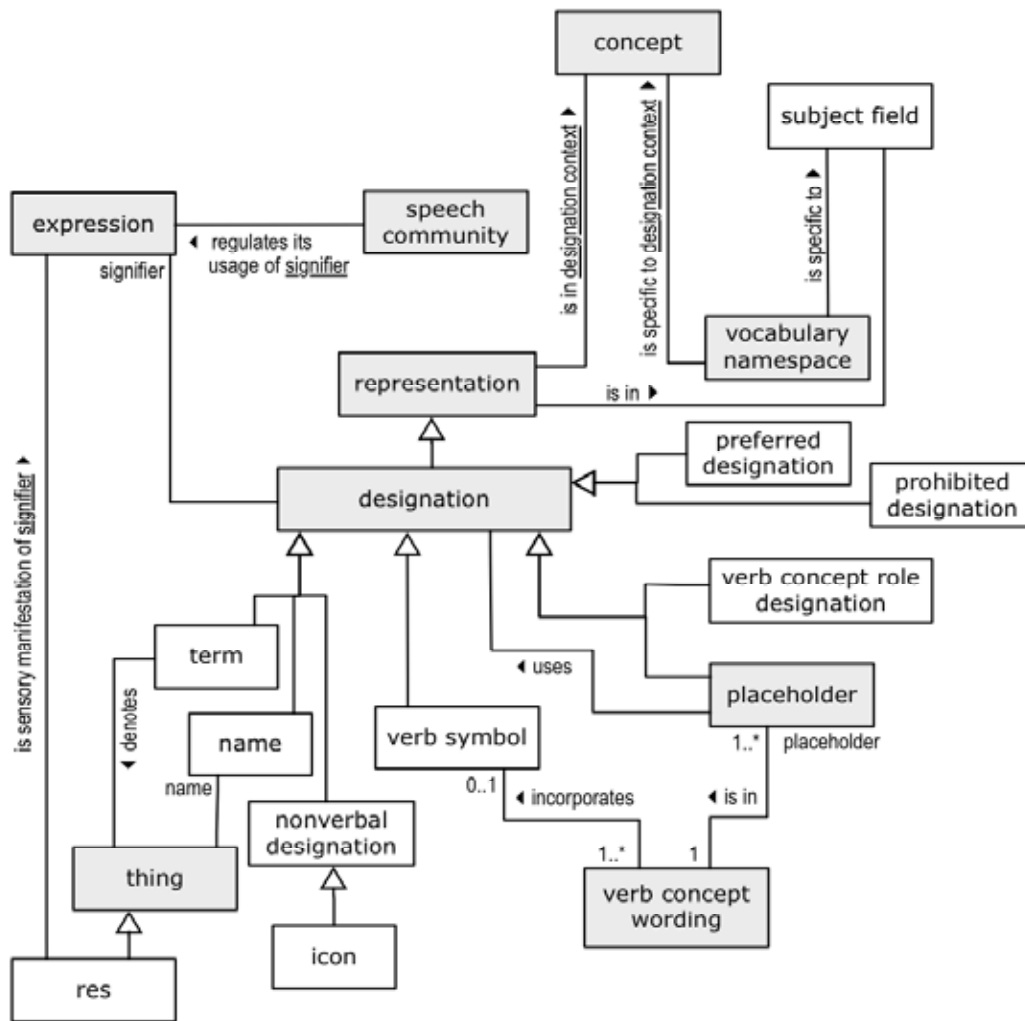 concept
subject field
expression
speech
community
◄ regulates its
usage of signifier
signifier
is in designation context ►
is specific to designation context ►
is specific to ►
vocabulary
namespace
representation
is in ►
preferred
designation
prohibited
designation
designation
is sensory manifestation of signifier ►
verb concept role
designation
term
◄ uses
placeholder
◄ denotes
name
verb symbol
1..*
placeholder
name
0..1
◄ incorporates
◄ is in
nonverbal
designation
1..*
1
thing
verb concept
wording
icon
res